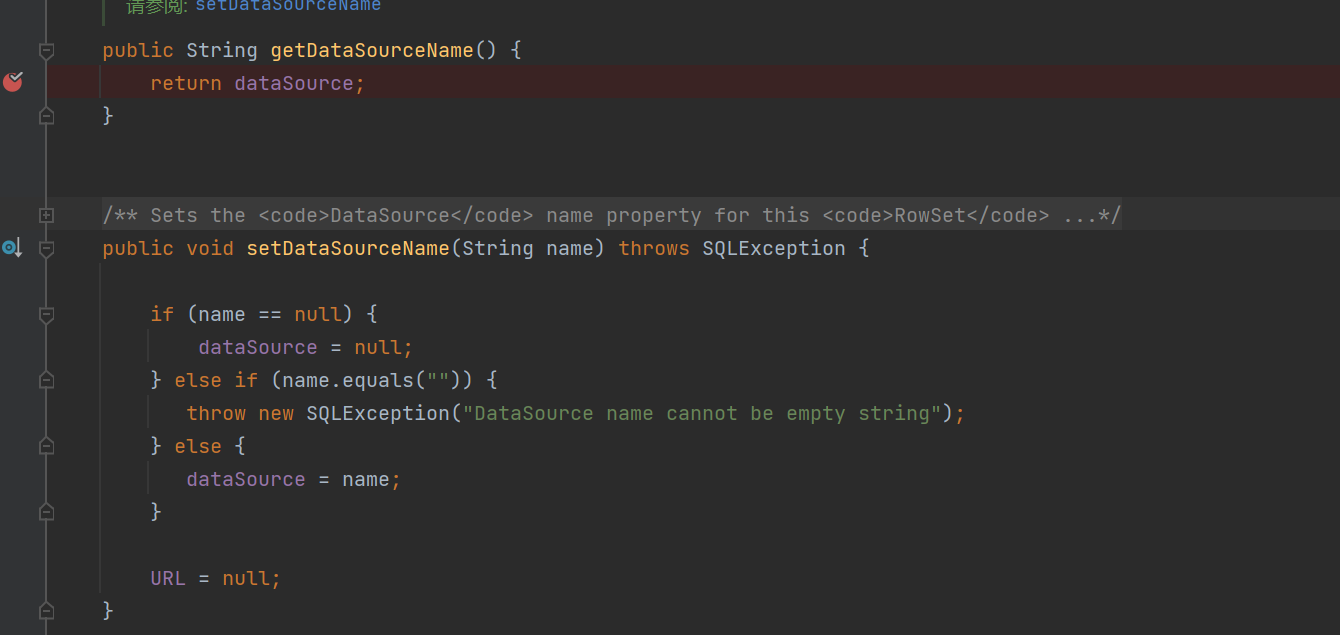 请参阅: setDataSourceName
public String getDataSourceName() {
return dataSource;
}
/** Sets the <code>DataSource</code> name property for this <code>RowSet</code> ...*/
public void setDataSourceName(String name) throws SQLException {
if (name == null) {
dataSource = null;
} else if (name.equals("")) {
throw new SQLException("DataSource name cannot be empty string");
} else {
dataSource = name;
}
URL = null;
}